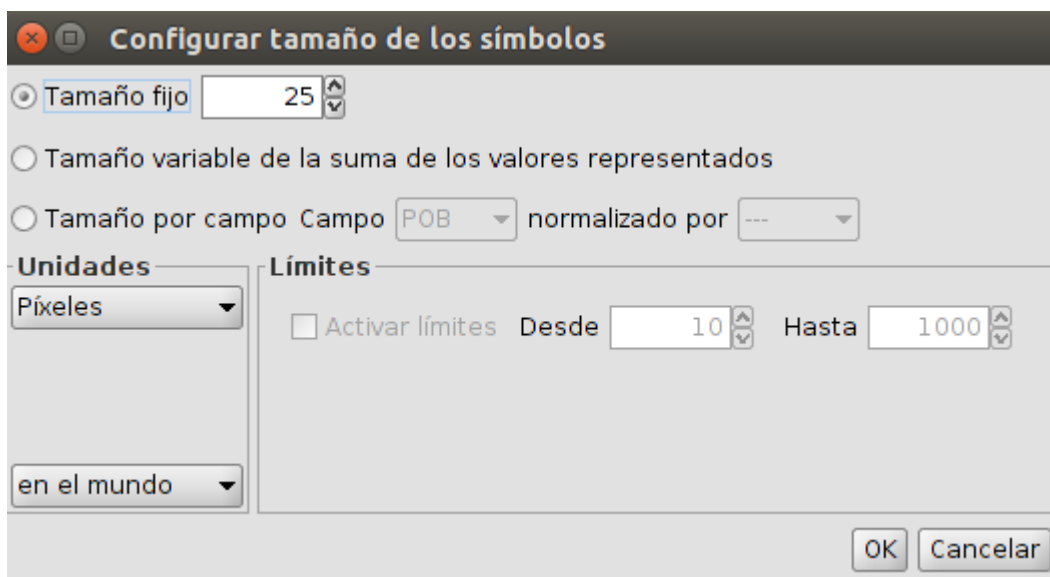 Configurar tamaño de los símbolos
Tamaño fijo 25
Tamaño variable de la suma de los valores representados
Tamaño por campo Campo POB normalizado por ---
Unidades
Píxeles
en el mundo
Límites
Activar límites Desde 10 Hasta 1000
OK Cancelar